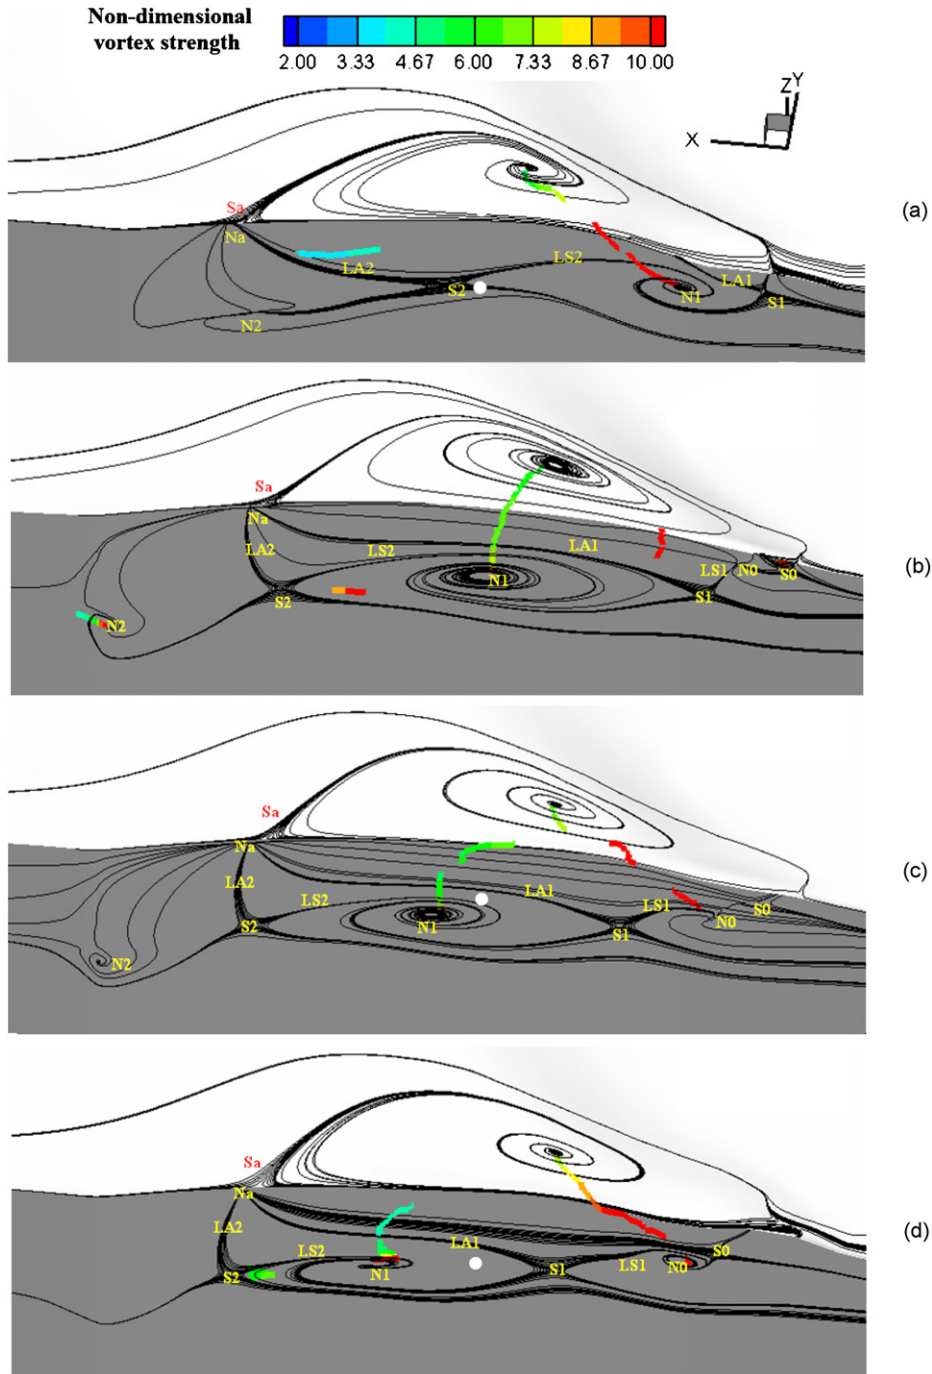 Non-dimensional
vortex strength
2.00 3.33 4.67 6.00 7.33 8.67 10.00
Z Y
X
(a)
Sa
Na
LA2
LS2
S2
LA1
N1
S1
N2
(b)
Sa
Na
LA2
LS2
LA1
LS1
N0
S0
N1
S2
S1
N2
(c)
Sa
Na
LA2
LS2
LA1
LS1
S0
N0
N1
S2
S1
N2
(d)
Sa
Na
LA2
LS2
LA1
S0
LS1
N0
S2
N1
S1